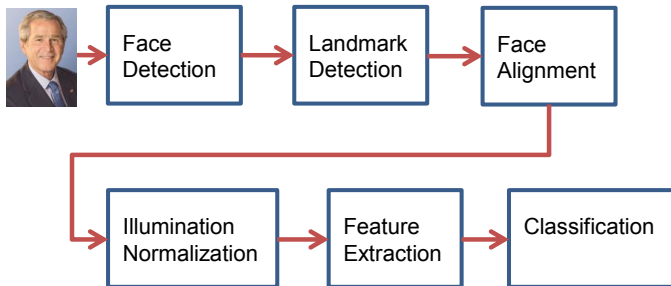 Face
Detection
Landmark
Detection
Face
Alignment
Illumination
Normalization
Feature
Extraction
Classification